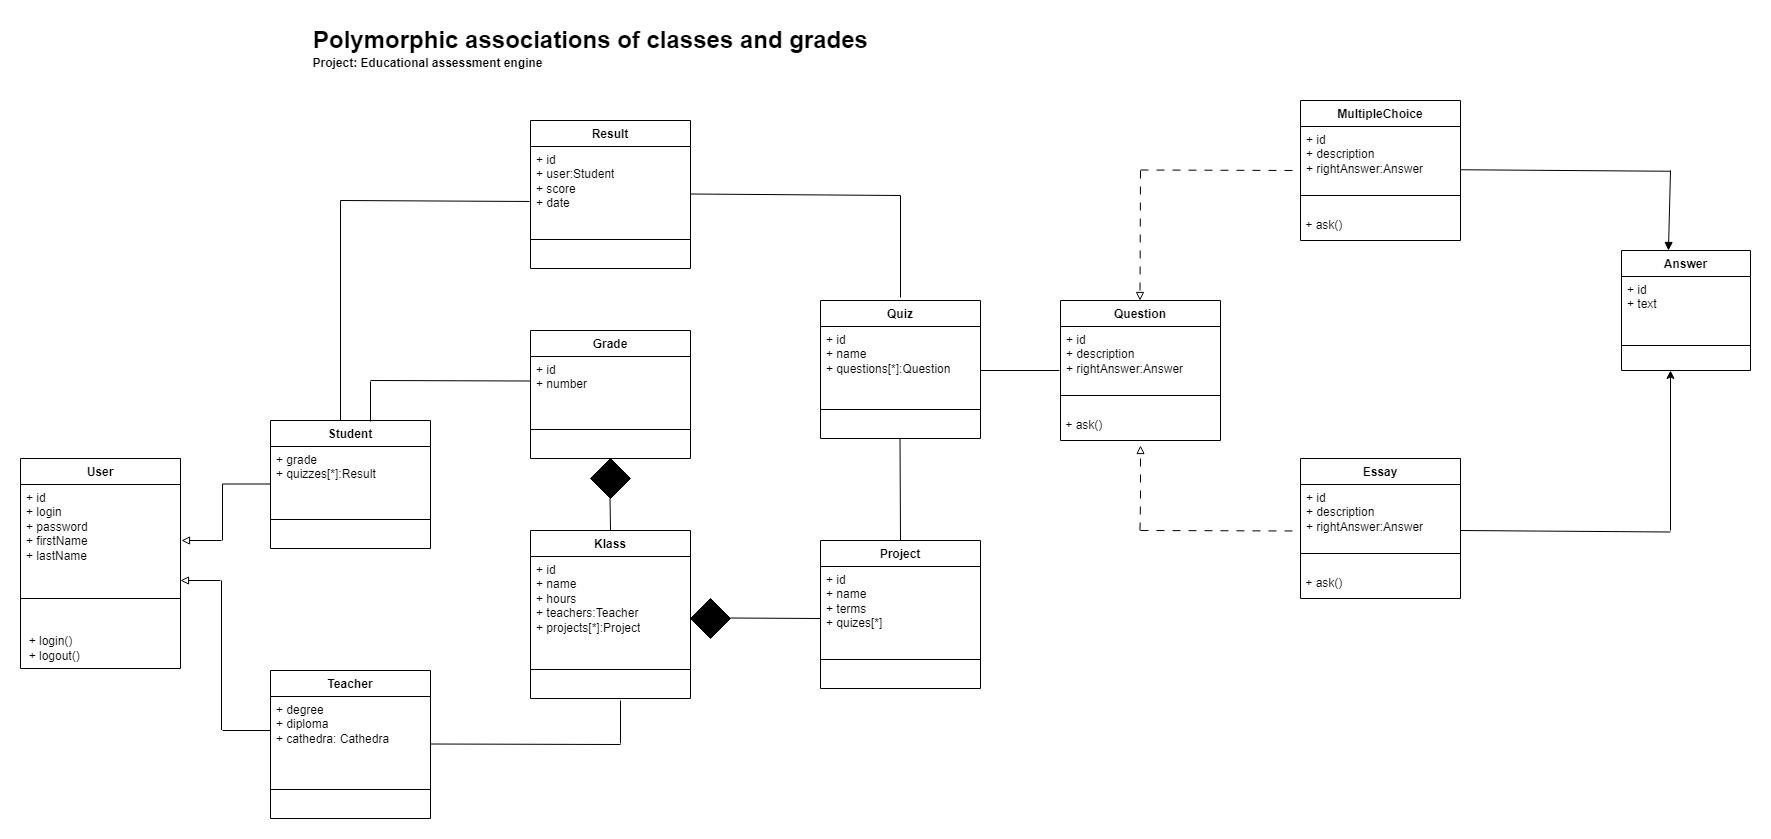 Polymorphic associations of classes and grades
Project: Educational assessment engine
MultipleChoice
+ id
+ description
+ rightAnswer:Answer
+ ask()
Result
+ id
+ user:Student
+ score
+ date
Answer
+ id
+ text
Quiz
+ id
+ name
+ questions[*]:Question
Question
+ id
+ description
+ rightAnswer:Answer
+ ask()
Grade
+ id
+ number
Student
+ grade
+ quizzes[*]:Result
User
+ id
+ login
+ password
+ firstName
+ lastName
+ login()
+ logout()
Essay
+ id
+ description
+ rightAnswer:Answer
+ ask()
Klass
+ id
+ name
+ hours
+ teachers:Teacher
+ projects[*]:Project
Project
+ id
+ name
+ terms
+ quizes[*]
Teacher
+ degree
+ diploma
+ cathedra: Cathedra